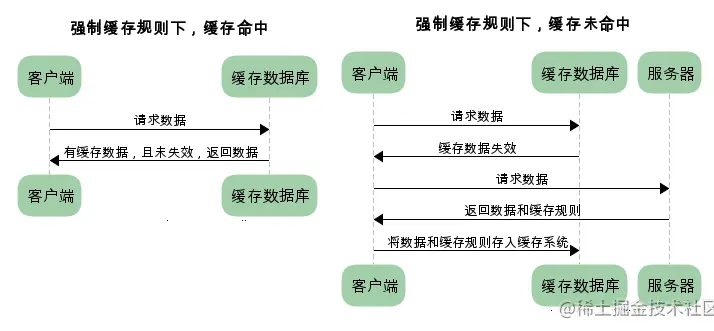 强制缓存规则下，缓存命中
客户端 缓存数据库
请求数据
有缓存数据，且未失效，返回数据
客户端 缓存数据库
强制缓存规则下，缓存未命中
客户端 缓存数据库 服务器
请求数据
缓存数据失效
请求数据
返回数据和缓存规则
将数据和缓存规则存入缓存系统
客户端 缓存数据库 服务器
@稀土掘金技术社区